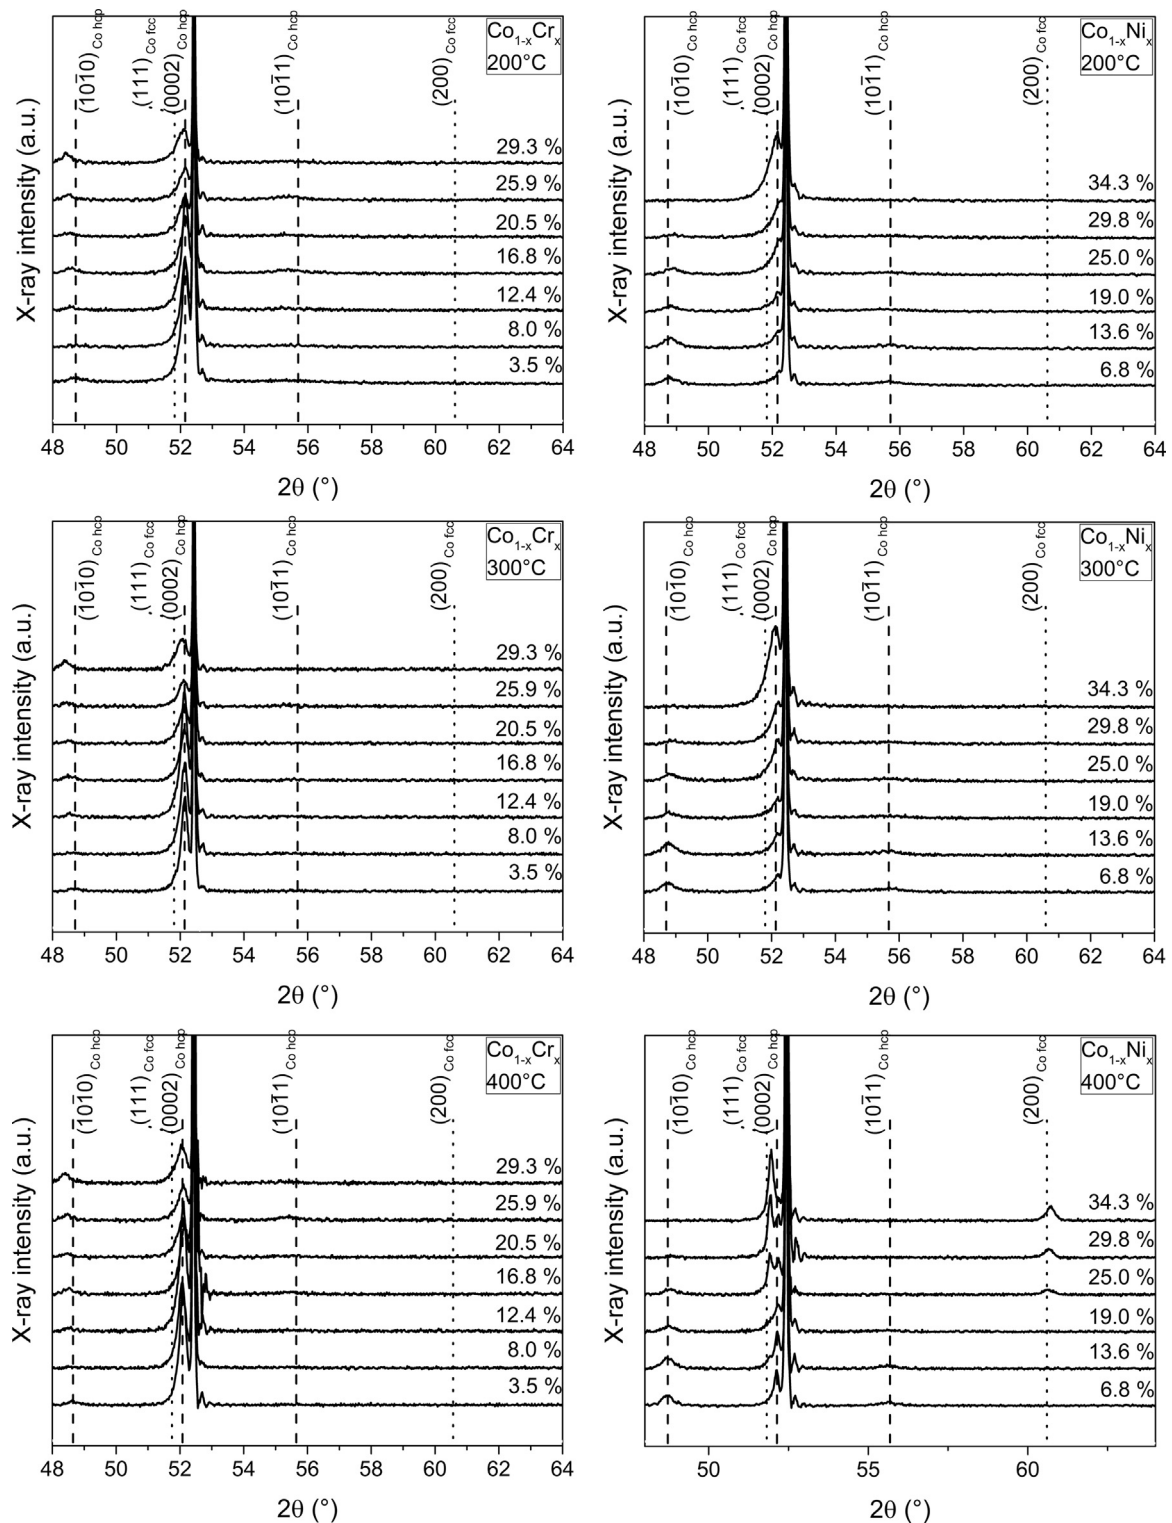 Co1-xCrx
200°C
(101̄0)Co hcp
,(111)Co fcc
(0002)Co hcp
(101̄1)Co hcp
(200)Co fcc
29.3 %
25.9 %
20.5 %
16.8 %
12.4 %
8.0 %
3.5 %
X-ray intensity (a.u.)
48 50 52 54 56 58 60 62 64
2θ (°)
Co1-xNix
200°C
(101̄0)Co hcp
,(111)Co fcc
(0002)Co hcp
(101̄1)Co hcp
(200)Co fcc
34.3 %
29.8 %
25.0 %
19.0 %
13.6 %
6.8 %
X-ray intensity (a.u.)
48 50 52 54 56 58 60 62 64
2θ (°)
Co1-xCrx
300°C
(101̄0)Co hcp
,(111)Co fcc
(0002)Co hcp
(101̄1)Co hcp
(200)Co fcc
29.3 %
25.9 %
20.5 %
16.8 %
12.4 %
8.0 %
3.5 %
X-ray intensity (a.u.)
48 50 52 54 56 58 60 62 64
2θ (°)
Co1-xNix
300°C
(101̄0)Co hcp
,(111)Co fcc
(0002)Co hcp
(101̄1)Co hcp
(200)Co fcc
34.3 %
29.8 %
25.0 %
19.0 %
13.6 %
6.8 %
X-ray intensity (a.u.)
48 50 52 54 56 58 60 62 64
2θ (°)
Co1-xCrx
400°C
(101̄0)Co hcp
,(111)Co fcc
(0002)Co hcp
(101̄1)Co hcp
(200)Co fcc
29.3 %
25.9 %
20.5 %
16.8 %
12.4 %
8.0 %
3.5 %
X-ray intensity (a.u.)
48 50 52 54 56 58 60 62 64
2θ (°)
Co1-xNix
400°C
(101̄0)Co hcp
,(111)Co fcc
(0002)Co hcp
(101̄1)Co hcp
(200)Co fcc
34.3 %
29.8 %
25.0 %
19.0 %
13.6 %
6.8 %
X-ray intensity (a.u.)
50 55 60
2θ (°)